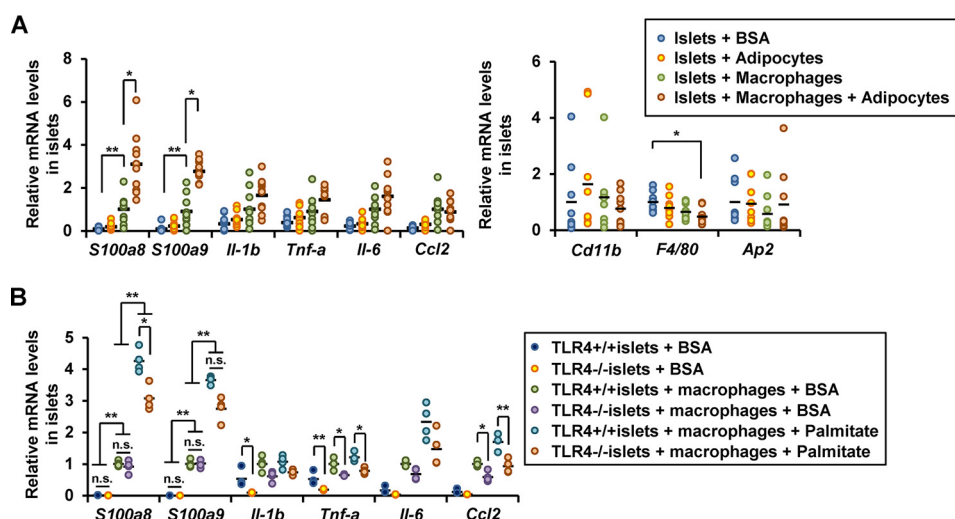 A
Relative mRNA levels
in islets
8
6
4
2
0
**
*
**
*
S100a8 S100a9 Il-1b Tnf-a Il-6 Ccl2
Relative mRNA levels
in islets
6
4
2
0
*
Cd11b F4/80 Ap2
Islets + BSA
Islets + Adipocytes
Islets + Macrophages
Islets + Macrophages + Adipocytes
B
Relative mRNA levels
in islets
5
4
3
2
1
0
**
*
**
n.s.
n.s.
**
n.s.
**
n.s.
n.s.
*
**
*
*
*
**
S100a8 S100a9 Il-1b Tnf-a Il-6 Ccl2
TLR4+/+islets + BSA
TLR4-/-islets + BSA
TLR4+/+islets + macrophages + BSA
TLR4-/-islets + macrophages + BSA
TLR4+/+islets + macrophages + Palmitate
TLR4-/-islets + macrophages + Palmitate